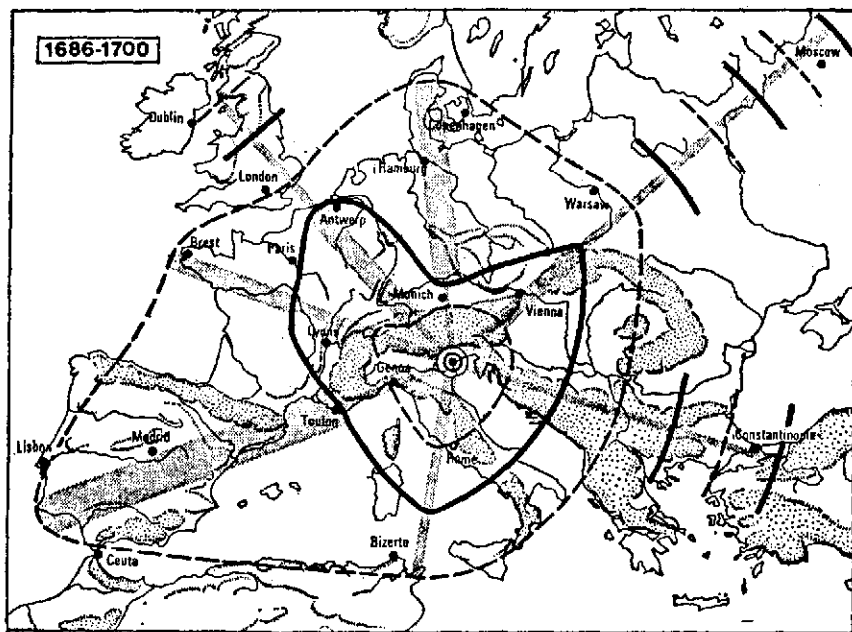 1686-1700
Moscow
Dublin
Copenhagen
Hamburg
London
Warsaw
Antwerp
Brest
Paris
Munich
Vienna
Lyons
Genoa
Toulon
Constantinople
Madrid
Lisbon
Rome
Bizerta
Ceuta